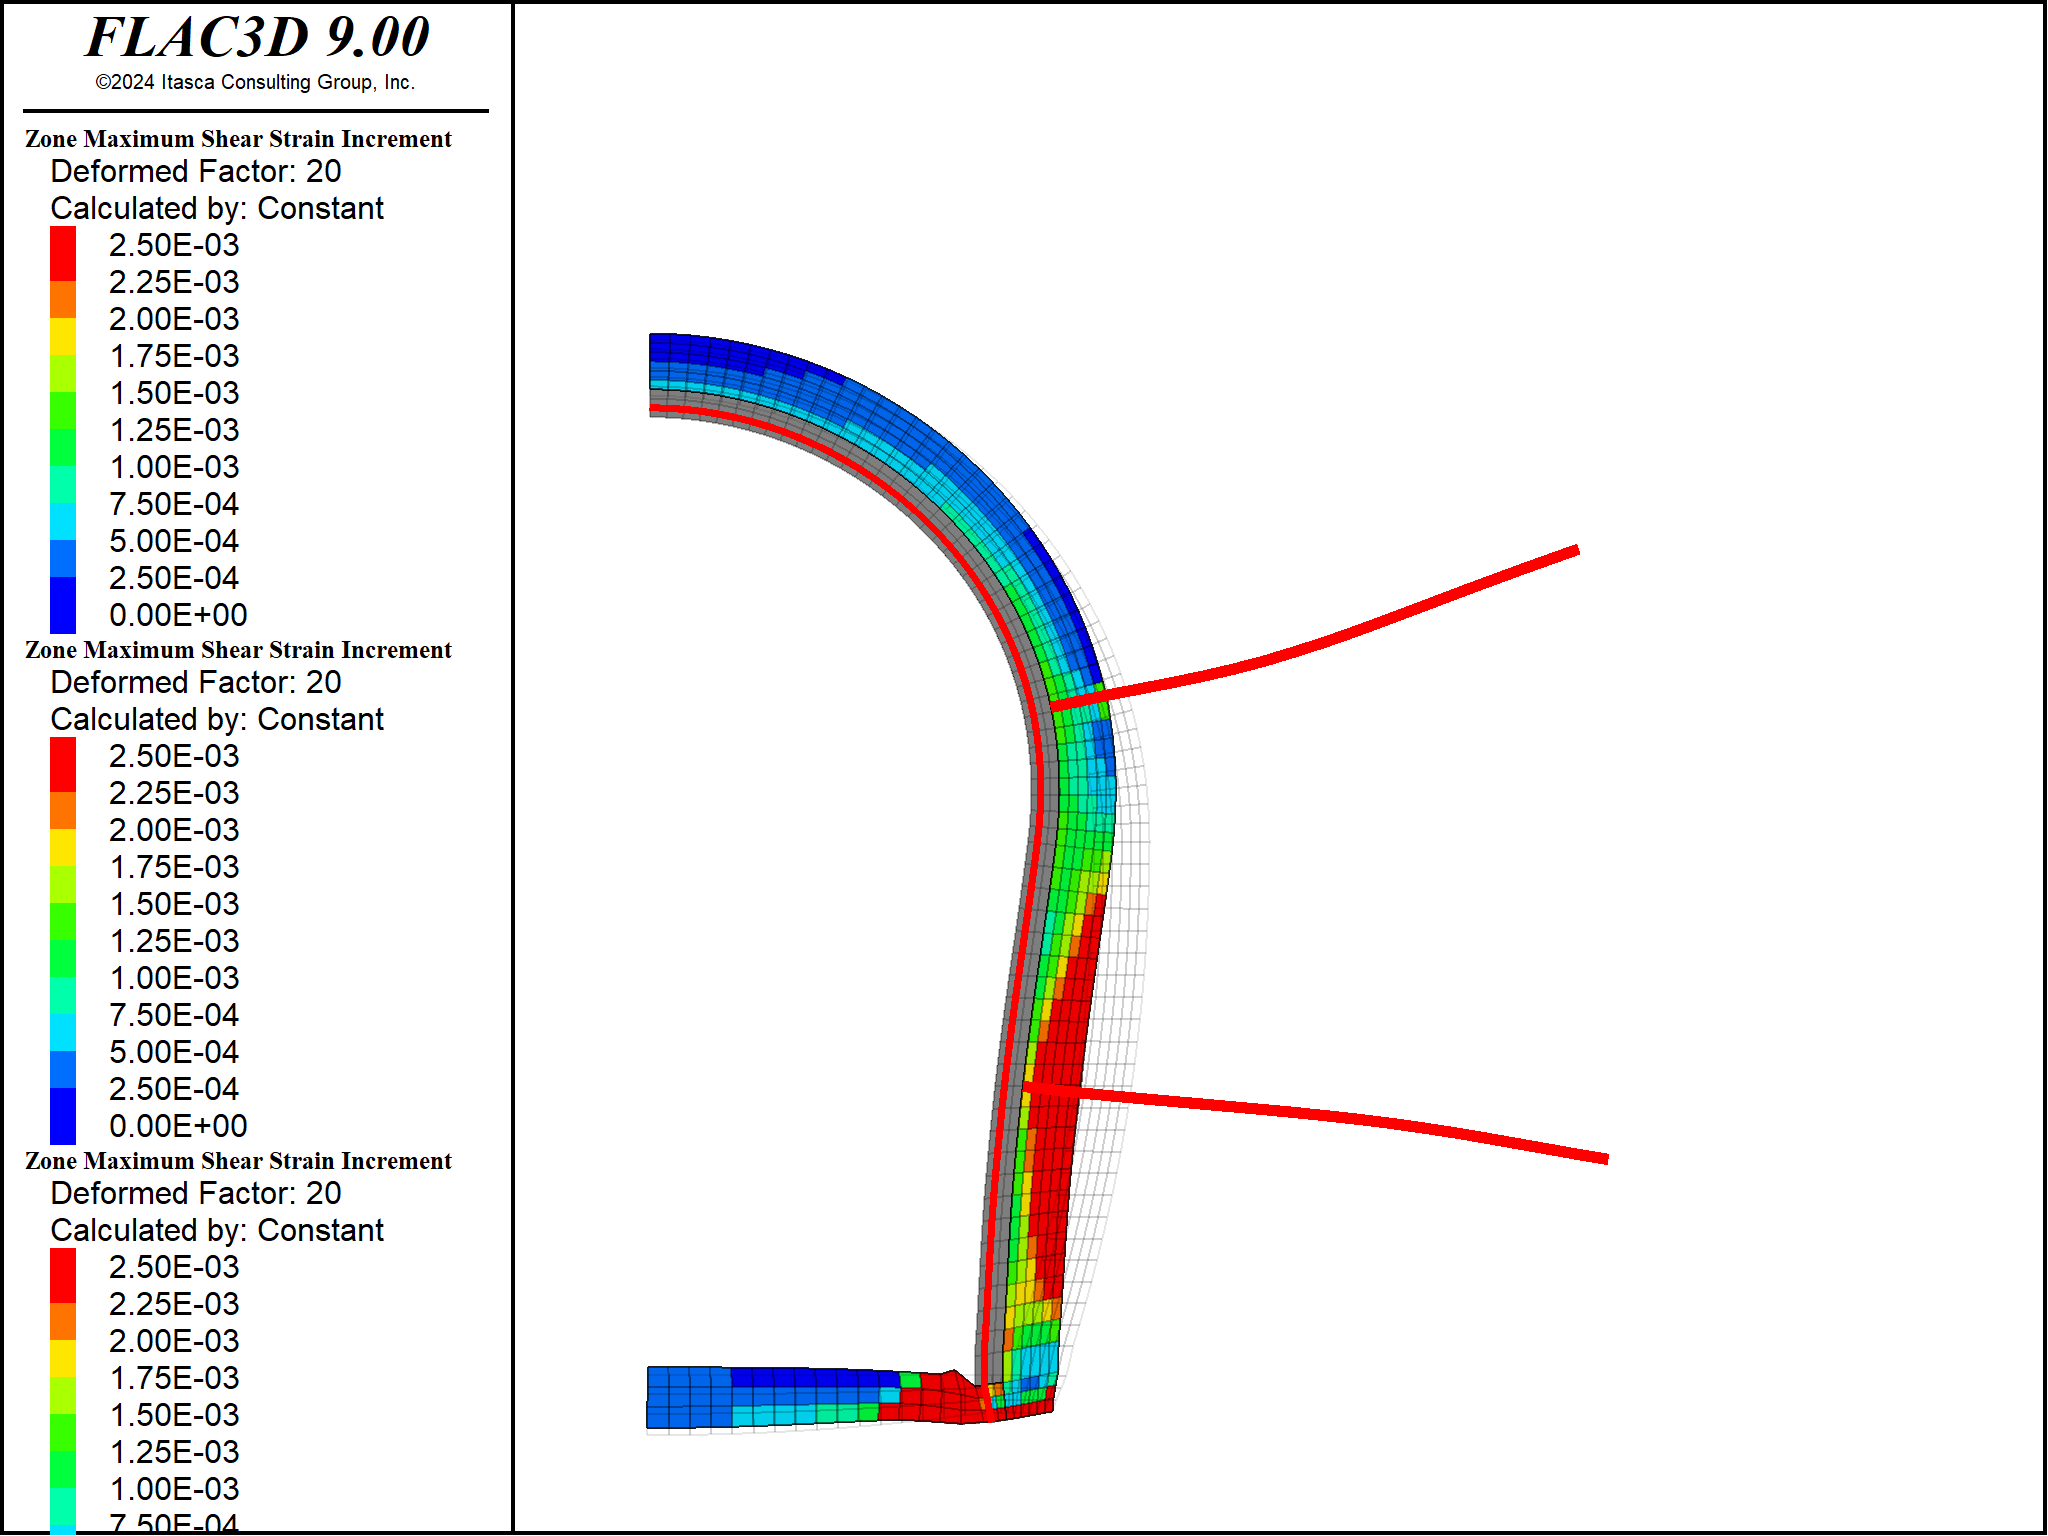 FLAC3D 9.00
©2024 Itasca Consulting Group, Inc.
Zone Maximum Shear Strain Increment
Deformed Factor: 20
Calculated by: Constant
2.50E-03
2.25E-03
2.00E-03
1.75E-03
1.50E-03
1.25E-03
1.00E-03
7.50E-04
5.00E-04
2.50E-04
0.00E+00
Zone Maximum Shear Strain Increment
Deformed Factor: 20
Calculated by: Constant
2.50E-03
2.25E-03
2.00E-03
1.75E-03
1.50E-03
1.25E-03
1.00E-03
7.50E-04
5.00E-04
2.50E-04
0.00E+00
Zone Maximum Shear Strain Increment
Deformed Factor: 20
Calculated by: Constant
2.50E-03
2.25E-03
2.00E-03
1.75E-03
1.50E-03
1.25E-03
1.00E-03
7.50E-04